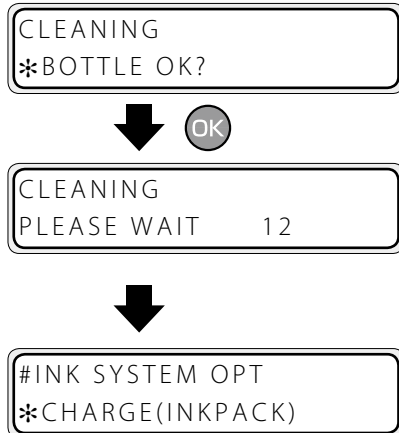 CLEANING
✻BOTTLE OK?
OK
CLEANING
PLEASE WAIT 12
#INK SYSTEM OPT
✻CHARGE(INKPACK)